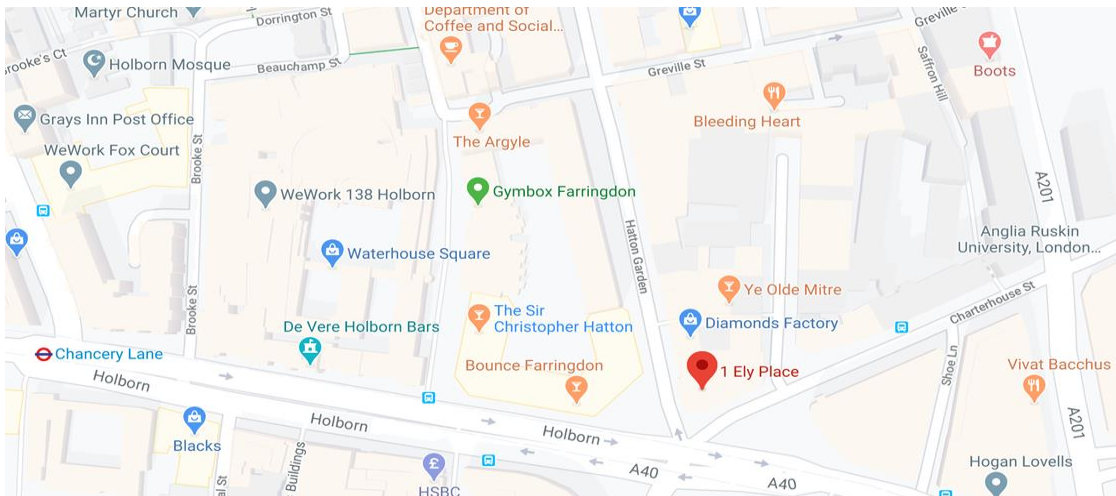 Martyr Church
Dorrington St
Department of
Coffee and Social...
Greville St
Brooke's Ct
Holborn Mosque
Beauchamp St
Greville St
Saffron Hill
Boots
Grays Inn Post Office
The Argyle
Bleeding Heart
WeWork Fox Court
Brooke St
WeWork 138 Holborn
Gymbox Farringdon
A201
Hatton Garden
Anglia Ruskin
University, London...
Waterhouse Square
Ye Olde Mitre
Brooke St
Charterhouse St
The Sir
Christopher Hatton
Diamonds Factory
De Vere Holborn Bars
Chancery Lane
Bounce Farringdon
1 Ely Place
Shoe Ln
Vivat Bacchus
Holborn
Holborn
Holborn
A201
Blacks
Buildings
£
HSBC
A40
A40
Hogan Lovells